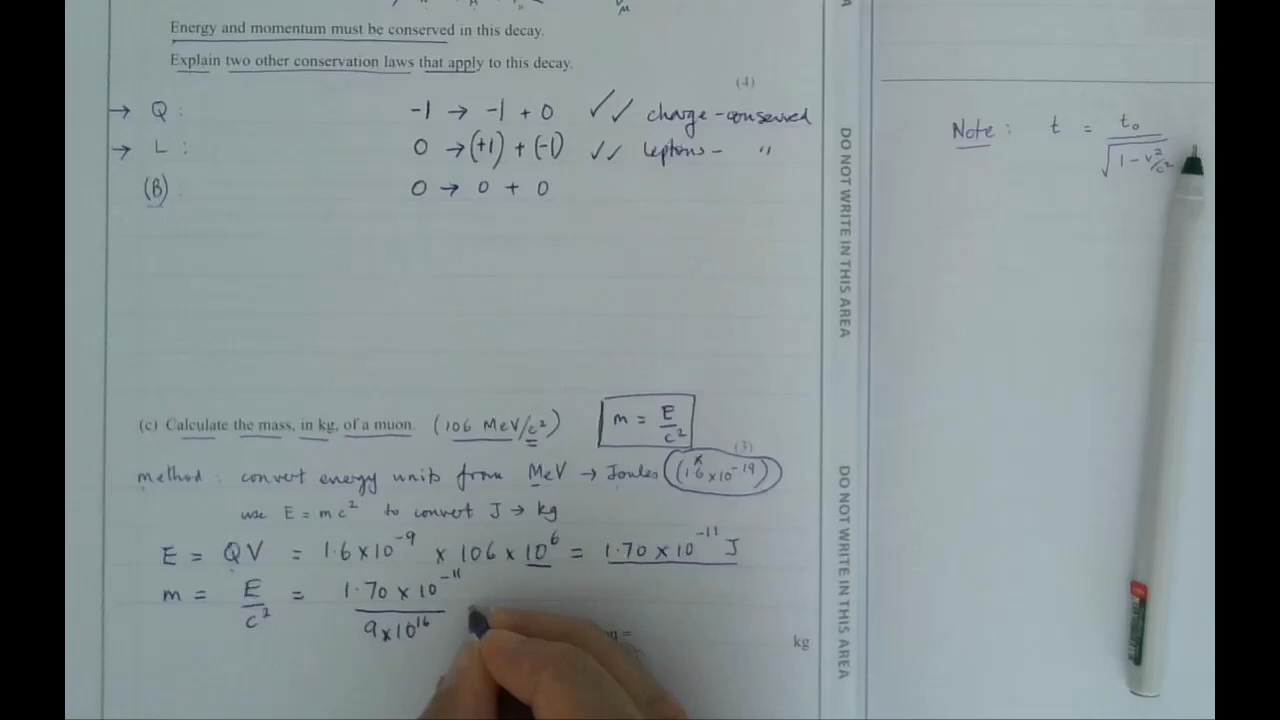 Energy and momentum must be conserved in this decay.
Explain two other conservation laws that apply to this decay.
(4)
→ Q : -1 → -1 + 0 ✓✓ charge - conserved
→ L : 0 → (+1) + (-1) ✓✓ leptons - "
(B) : 0 → 0 + 0
Note : t = t₀ / √(1 - v²/c²)
(c) Calculate the mass, in kg, of a muon. (106 MeV/c²) m = E/c²
(3)
method : convert energy units from MeV → Joules (×1.6×10⁻¹⁹)
use E = mc² to convert J → kg
E = QV = 1.6×10⁻⁹ × 106 × 10⁶ = 1.70 × 10⁻¹¹ J
m = E/c² = 1.70 × 10⁻¹¹ / 9×10¹⁶
kg
DO NOT WRITE IN THIS AREA
DO NOT WRITE IN THIS AREA